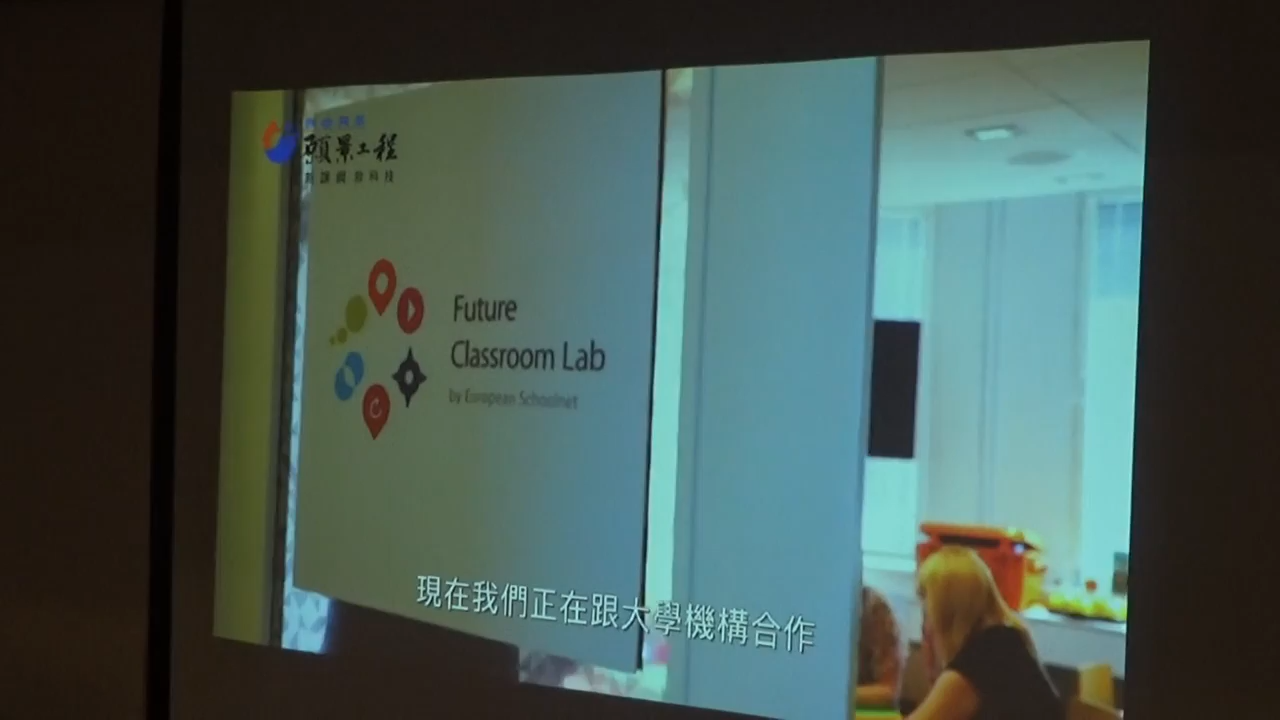 願景工程
Future
Classroom Lab
by European Schoolnet
現在我們正在跟大學機構合作